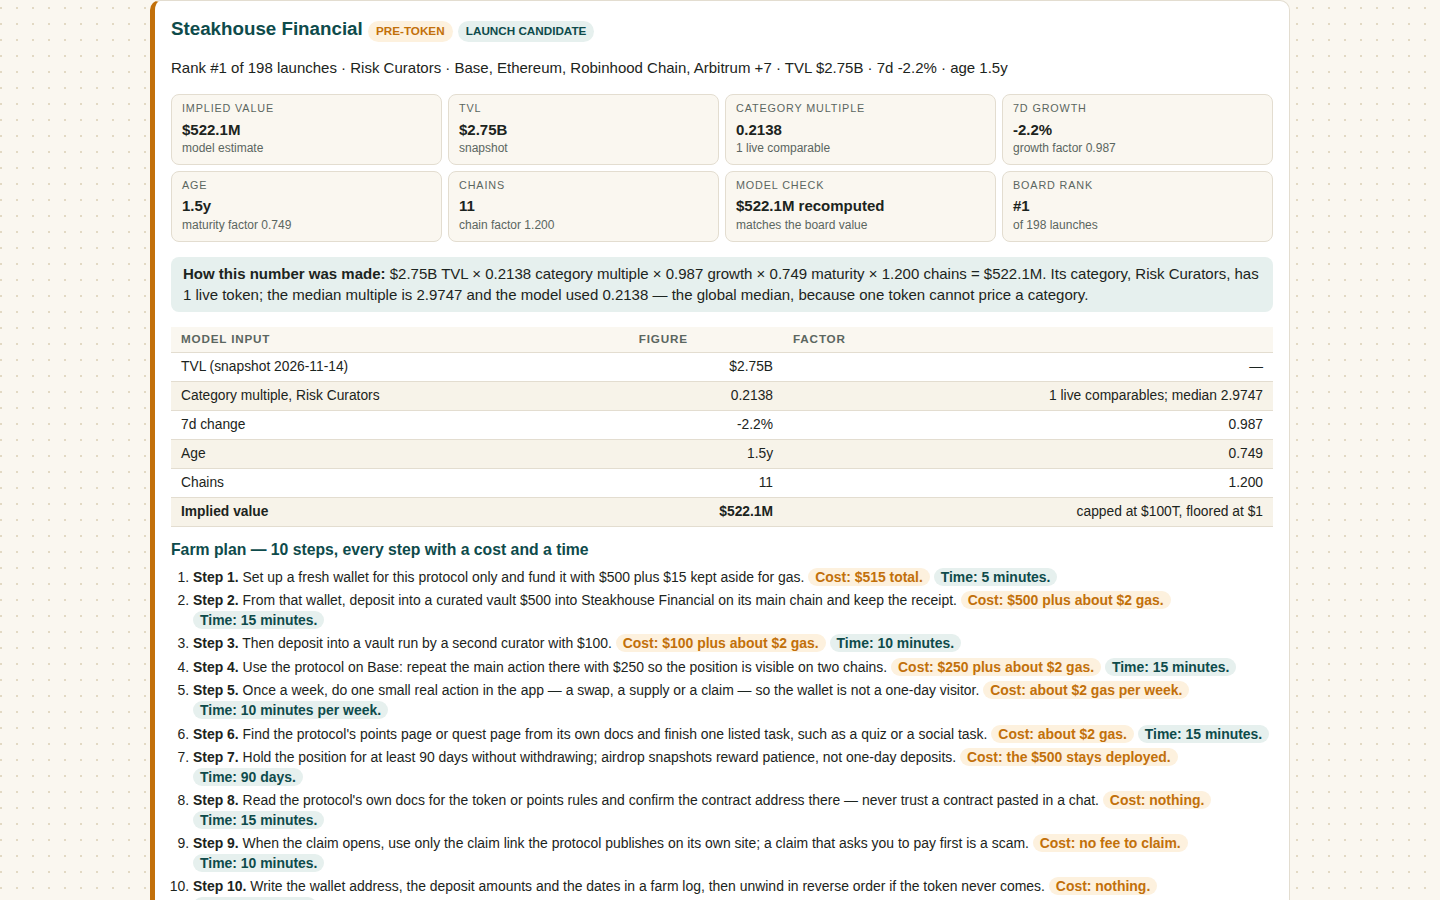 Steakhouse Financial PRE-TOKEN LAUNCH CANDIDATE
Rank #1 of 198 launches · Risk Curators · Base, Ethereum, Robinhood Chain, Arbitrum +7 · TVL $2.75B · 7d -2.2% · age 1.5y
IMPLIED VALUE
$522.1M
model estimate
TVL
$2.75B
snapshot
CATEGORY MULTIPLE
0.2138
1 live comparable
7D GROWTH
-2.2%
growth factor 0.987
AGE
1.5y
maturity factor 0.749
CHAINS
11
chain factor 1.200
MODEL CHECK
$522.1M recomputed
matches the board value
BOARD RANK
#1
of 198 launches
How this number was made: $2.75B TVL × 0.2138 category multiple × 0.987 growth × 0.749 maturity × 1.200 chains = $522.1M. Its category, Risk Curators, has
1 live token; the median multiple is 2.9747 and the model used 0.2138 — the global median, because one token cannot price a category.
MODEL INPUT FIGURE FACTOR
TVL (snapshot 2026-11-14) $2.75B —
Category multiple, Risk Curators 0.2138 1 live comparables; median 2.9747
7d change -2.2% 0.987
Age 1.5y 0.749
Chains 11 1.200
Implied value $522.1M capped at $100T, floored at $1
Farm plan — 10 steps, every step with a cost and a time
1. Step 1. Set up a fresh wallet for this protocol only and fund it with $500 plus $15 kept aside for gas. Cost: $515 total. Time: 5 minutes.
2. Step 2. From that wallet, deposit into a curated vault $500 into Steakhouse Financial on its main chain and keep the receipt. Cost: $500 plus about $2 gas.
Time: 15 minutes.
3. Step 3. Then deposit into a vault run by a second curator with $100. Cost: $100 plus about $2 gas. Time: 10 minutes.
4. Step 4. Use the protocol on Base: repeat the main action there with $250 so the position is visible on two chains. Cost: $250 plus about $2 gas. Time: 15 minutes.
5. Step 5. Once a week, do one small real action in the app — a swap, a supply or a claim — so the wallet is not a one-day visitor. Cost: about $2 gas per week.
Time: 10 minutes per week.
6. Step 6. Find the protocol's points page or quest page from its own docs and finish one listed task, such as a quiz or a social task. Cost: about $2 gas. Time: 15 minutes.
7. Step 7. Hold the position for at least 90 days without withdrawing; airdrop snapshots reward patience, not one-day deposits. Cost: the $500 stays deployed.
Time: 90 days.
8. Step 8. Read the protocol's own docs for the token or points rules and confirm the contract address there — never trust a contract pasted in a chat. Cost: nothing.
Time: 15 minutes.
9. Step 9. When the claim opens, use only the claim link the protocol publishes on its own site; a claim that asks you to pay first is a scam. Cost: no fee to claim.
Time: 10 minutes.
10. Step 10. Write the wallet address, the deposit amounts and the dates in a farm log, then unwind in reverse order if the token never comes. Cost: nothing.